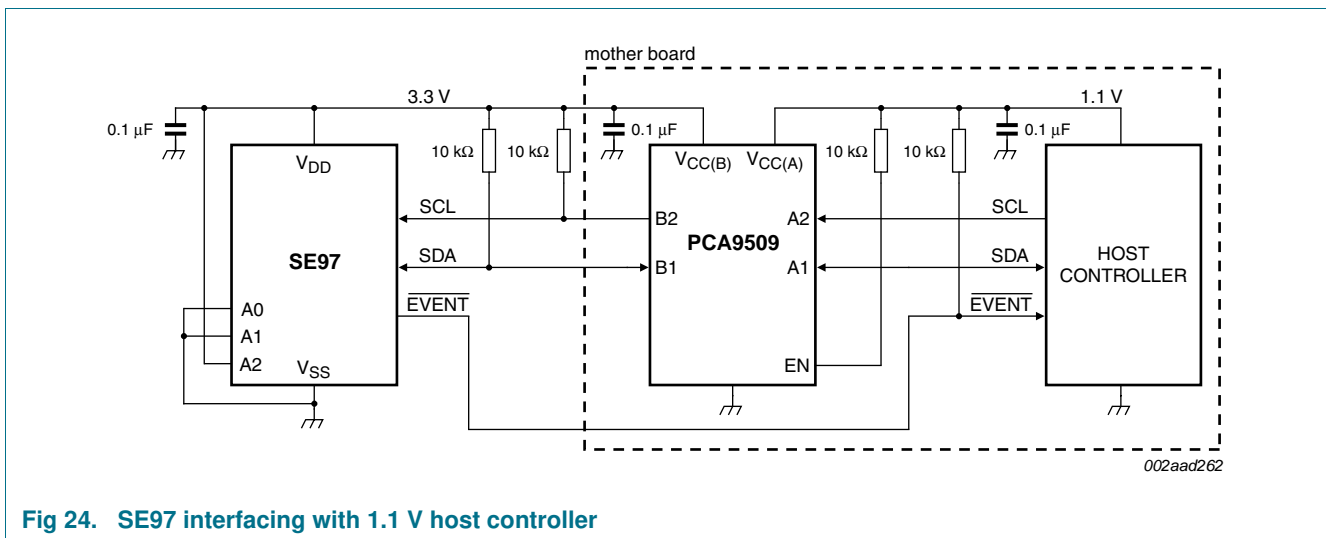 mother board
3.3 V
1.1 V
0.1 μF
10 kΩ
10 kΩ
0.1 μF
10 kΩ
10 kΩ
0.1 μF
VDD
VCC(B)
VCC(A)
SCL
B2
A2
SCL
SE97
PCA9509
SDA
B1
A1
SDA
HOST
CONTROLLER
EVENT
EVENT
A0
A1
A2
VSS
EN
002aad262
Fig 24. SE97 interfacing with 1.1 V host controller